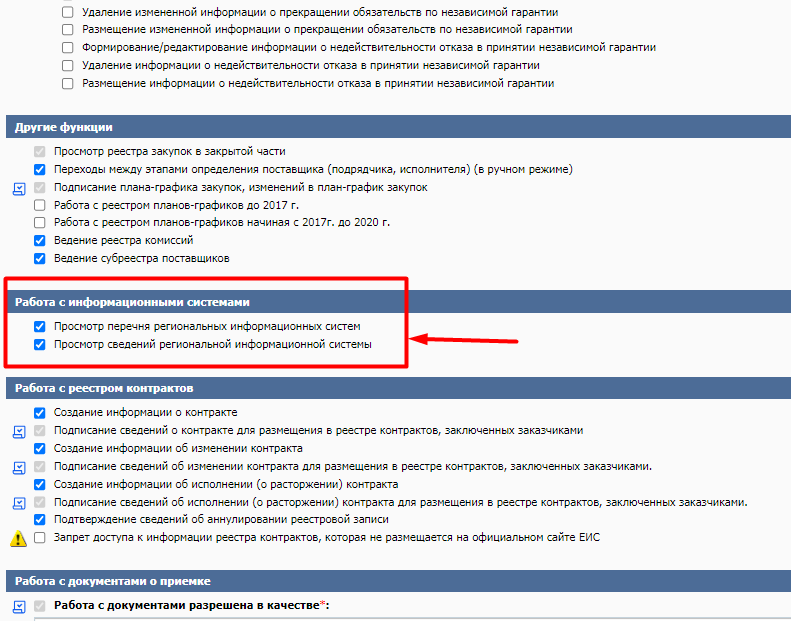 Удаление измененной информации о прекращении обязательств по независимой гарантии
Размещение измененной информации о прекращении обязательств по независимой гарантии
Формирование/редактирование информации о недействительности отказа в принятии независимой гарантии
Удаление информации о недействительности отказа в принятии независимой гарантии
Размещение информации о недействительности отказа в принятии независимой гарантии
Другие функции
Просмотр реестра закупок в закрытой части
Переходы между этапами определения поставщика (подрядчика, исполнителя) (в ручном режиме)
Подписание плана-графика закупок, изменений в план-график закупок
Работа с реестром планов-графиков до 2017 г.
Работа с реестром планов-графиков начиная с 2017г. до 2020 г.
Ведение реестра комиссий
Ведение субреестра поставщиков
Работа с информационными системами
Просмотр перечня региональных информационных систем
Просмотр сведений региональной информационной системы
Работа с реестром контрактов
Создание информации о контракте
Подписание сведений о контракте для размещения в реестре контрактов, заключенных заказчиками
Создание информации об изменении контракта
Подписание сведений об изменении контракта для размещения в реестре контрактов, заключенных заказчиками.
Создание информации об исполнении (о расторжении) контракта
Подписание сведений об исполнении (о расторжении) контракта для размещения в реестре контрактов, заключенных заказчиками.
Подтверждение сведений об аннулировании реестровой записи
Запрет доступа к информации реестра контрактов, которая не размещается на официальном сайте ЕИС
Работа с документами о приемке
Работа с документами разрешена в качестве*: